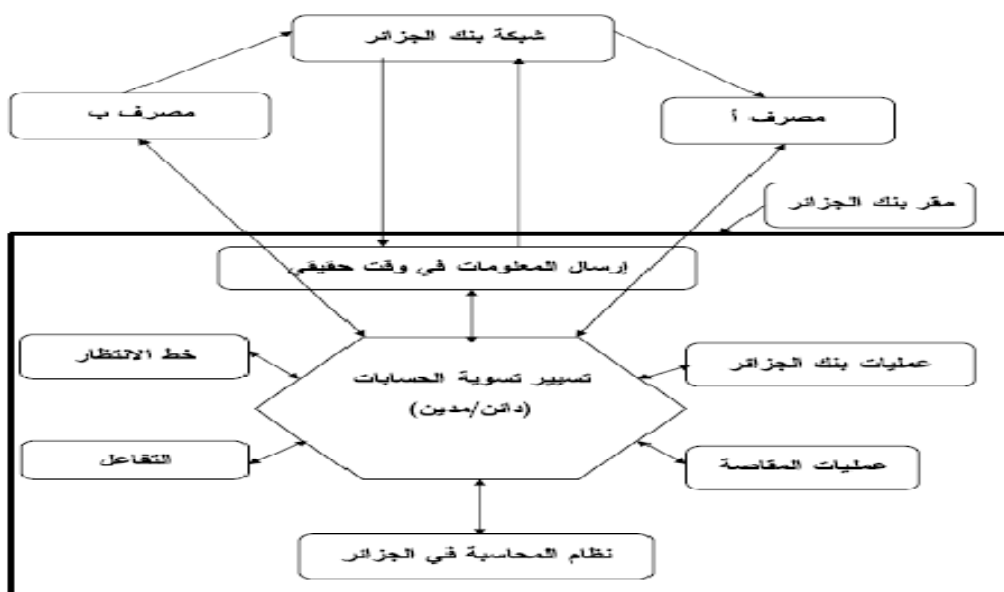 شبكة بنك الجزائر
مصرف أ
مصرف ب
مقر بنك الجزائر
إرسال المعلومات في وقت حقيقي
خط الانتظار
عمليات بنك الجزائر
تسيير تسوية الحسابات
(دائن/مدين)
التفاعل
عمليات المقاصة
نظام المحاسبة في الجزائر